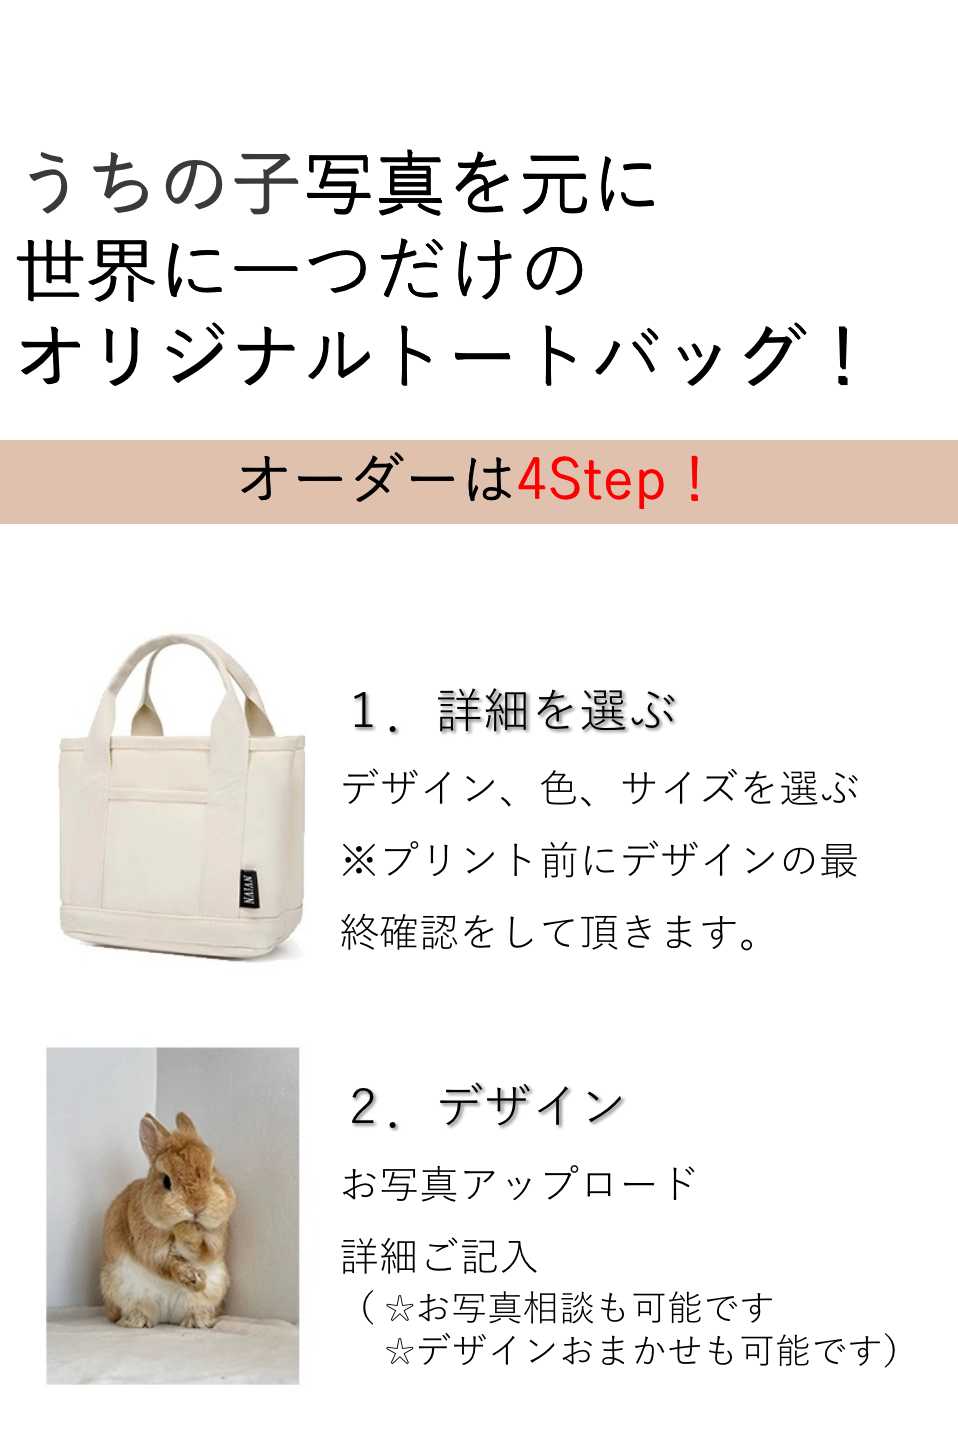 うちの子写真を元に
世界に一つだけの
オリジナルトートバッグ！
オーダーは4Step！
１．詳細を選ぶ
デザイン、色、サイズを選ぶ
※プリント前にデザインの最
終確認をして頂きます。
NAIAN
２．デザイン
お写真アップロード
詳細ご記入
（ ☆お写真相談も可能です
☆デザインおまかせも可能です）